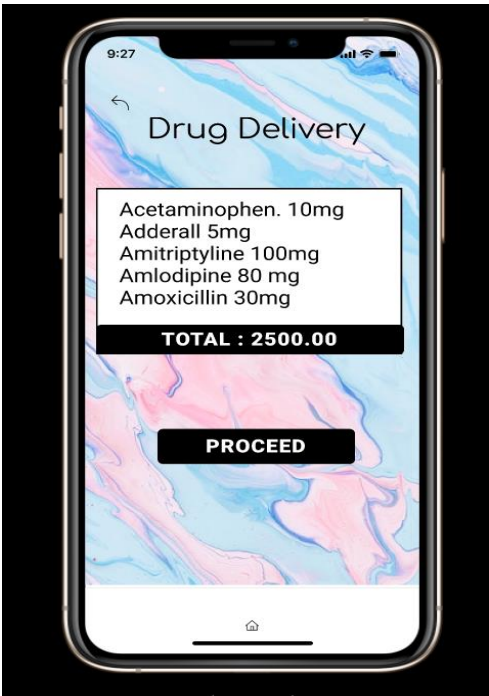 9:27
Drug Delivery
Acetaminophen. 10mg
Adderall 5mg
Amitriptyline 100mg
Amlodipine 80 mg
Amoxicillin 30mg
TOTAL : 2500.00
PROCEED